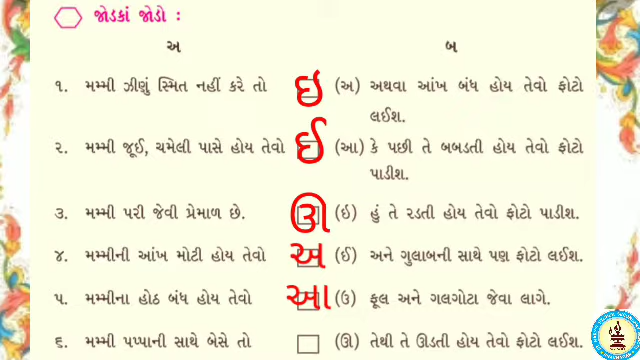 જોડકાં જોડો :
અ બ
૧. મમ્મી ઝીણું સ્મિત નહીં કરે તો ઇ (અ) અથવા આંખ બંધ હોય તેવો ફોટો
લઈશ.
૨. મમ્મી જૂઈ, ચમેલી પાસે હોય તેવો ઈ (આ) કે પછી તે બબડતી હોય તેવો ફોટો
પાડીશ.
૩. મમ્મી પરી જેવી પ્રેમાળ છે. ઊ (ઇ) હું તે રડતી હોય તેવો ફોટો પાડીશ.
૪. મમ્મીની આંખ મોટી હોય તેવો અ (ઈ) અને ગુલાબની સાથે પણ ફોટો લઈશ.
૫. મમ્મીના હોઠ બંધ હોય તેવો આ (ઉ) ફૂલ અને ગલગોટા જેવા લાગે.
૬. મમ્મી પપ્પાની સાથે બેસે તો (ઊ) તેથી તે ઊડતી હોય તેવો ફોટો લઈશ.